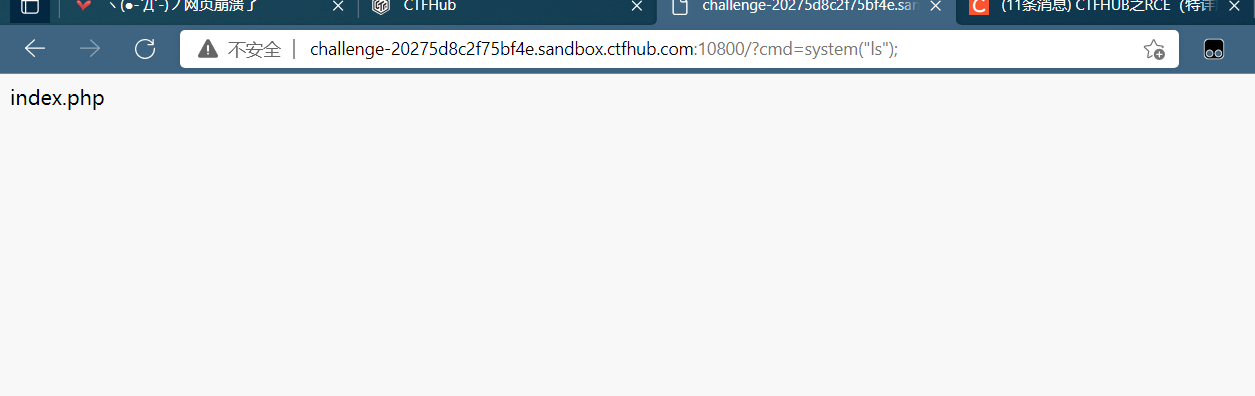 ヽ(●-`Д´-)ノ网页崩溃了
CTFHub
challenge-20275d8c2f75bf4e.san
(11条消息) CTFHUB之RCE（特详
不安全
challenge-20275d8c2f75bf4e.sandbox.ctfhub.com:10800/?cmd=system("ls");
index.php